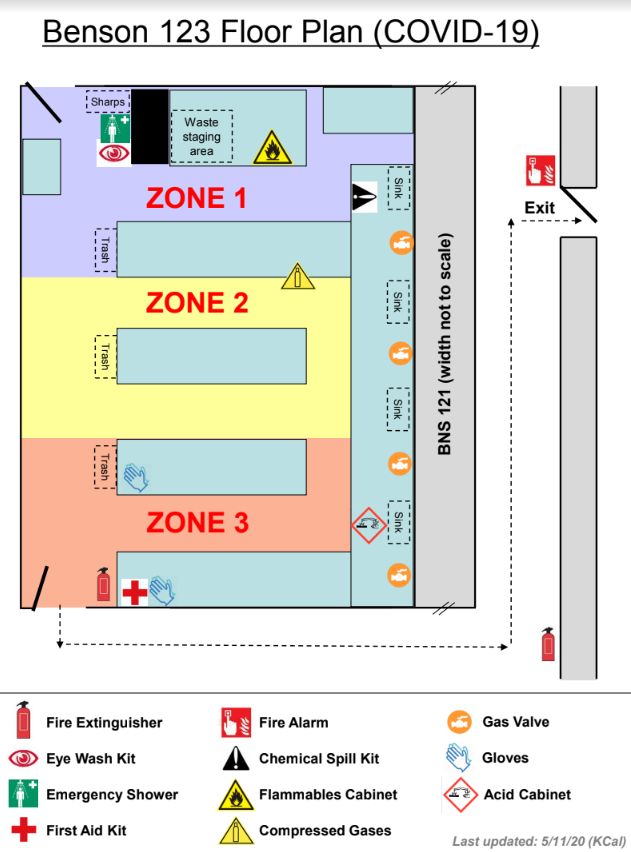 Benson 123 Floor Plan (COVID-19)
Sharps
Waste
staging
area
ZONE 1
Sink
Exit
Trash
ZONE 2
Sink
BNS 121 (width not to scale)
Trash
Sink
Trash
ZONE 3
Sink
Fire Extinguisher
Fire Alarm
Gas Valve
Eye Wash Kit
Chemical Spill Kit
Gloves
Emergency Shower
Flammables Cabinet
Acid Cabinet
First Aid Kit
Compressed Gases
Last updated: 5/11/20 (KCal)